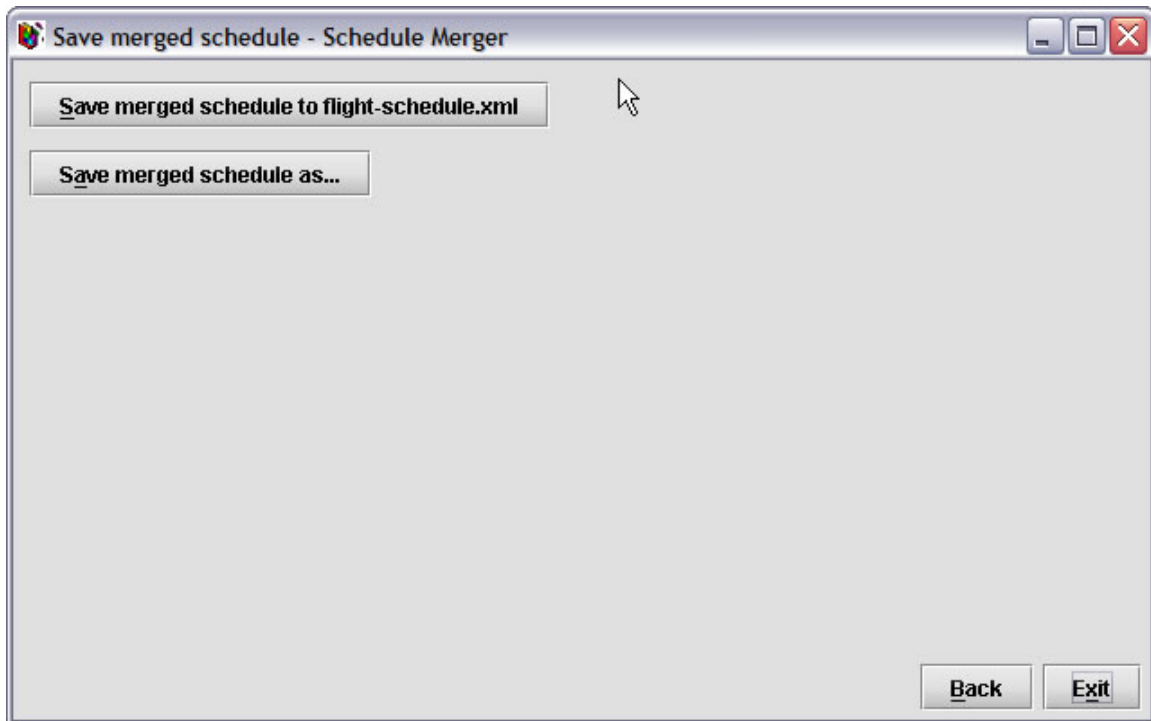 Save merged schedule - Schedule Merger
Save merged schedule to flight-schedule.xml
Save merged schedule as...
Back
Exit